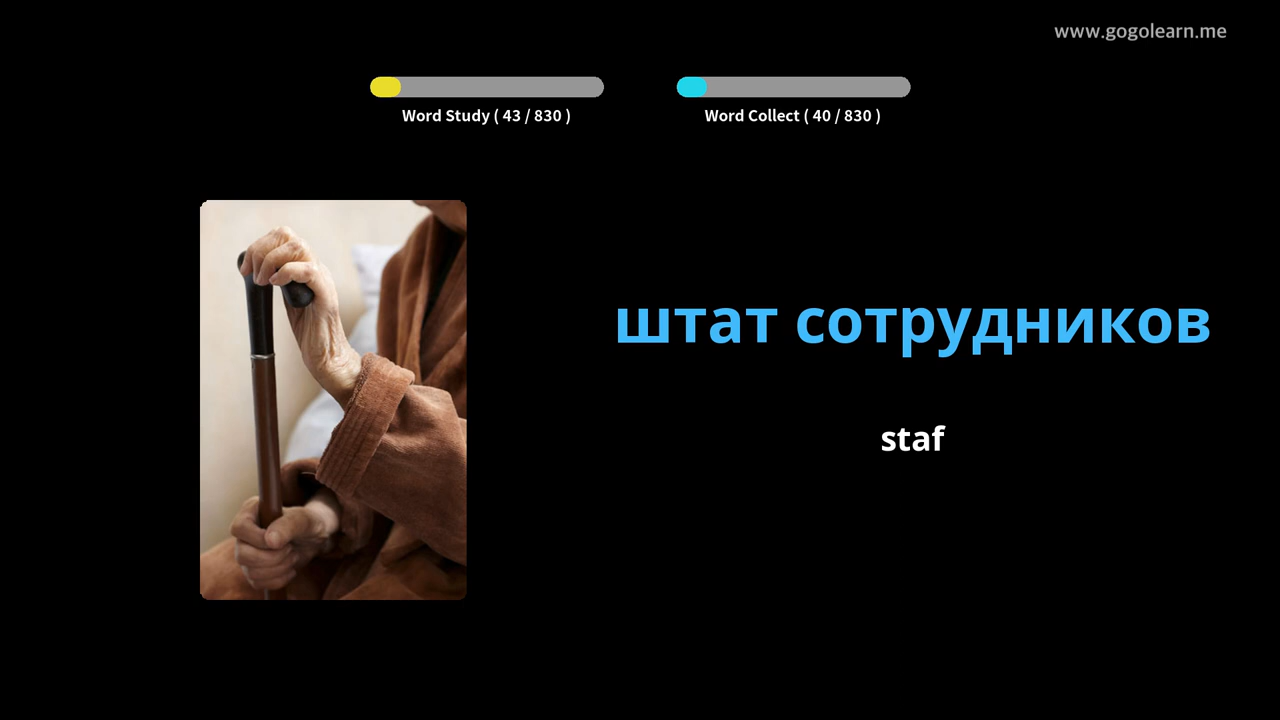 www.gogolearn.me
Word Study ( 43 / 830 )
Word Collect ( 40 / 830 )
штат сотрудников
staf